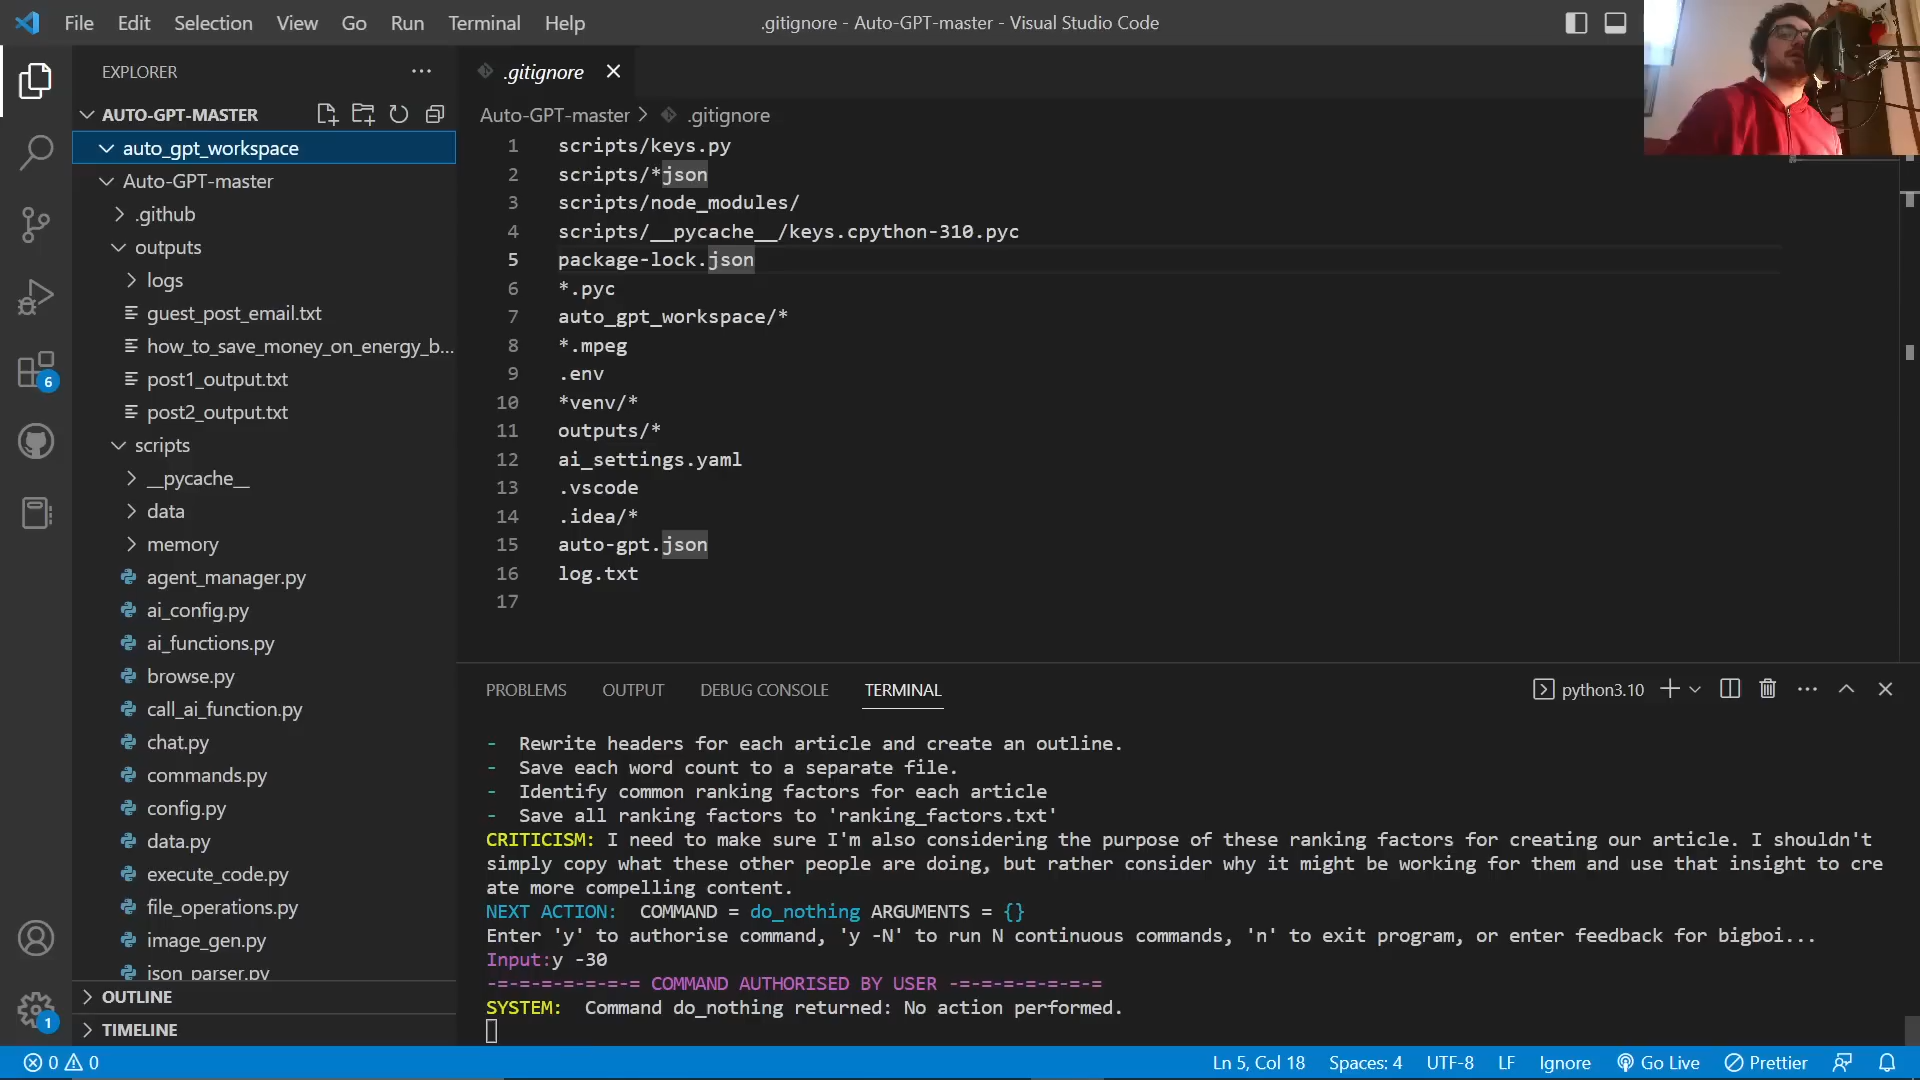 File Edit Selection View Go Run Terminal Help
.gitignore - Auto-GPT-master - Visual Studio Code
EXPLORER
AUTO-GPT-MASTER
auto_gpt_workspace
Auto-GPT-master
.github
outputs
logs
guest_post_email.txt
how_to_save_money_on_energy_b...
post1_output.txt
post2_output.txt
scripts
__pycache__
data
memory
agent_manager.py
ai_config.py
ai_functions.py
browse.py
call_ai_function.py
chat.py
commands.py
config.py
data.py
execute_code.py
file_operations.py
image_gen.py
json_parser.py
OUTLINE
TIMELINE
6
1
.gitignore
Auto-GPT-master > .gitignore
1 scripts/keys.py
2 scripts/*json
3 scripts/node_modules/
4 scripts/__pycache__/keys.cpython-310.pyc
5 package-lock.json
6 *.pyc
7 auto_gpt_workspace/*
8 *.mpeg
9 .env
10 *venv/*
11 outputs/*
12 ai_settings.yaml
13 .vscode
14 .idea/*
15 auto-gpt.json
16 log.txt
17
PROBLEMS OUTPUT DEBUG CONSOLE TERMINAL
python3.10
- Rewrite headers for each article and create an outline.
- Save each word count to a separate file.
- Identify common ranking factors for each article
- Save all ranking factors to 'ranking_factors.txt'
CRITICISM: I need to make sure I'm also considering the purpose of these ranking factors for creating our article. I shouldn't
simply copy what these other people are doing, but rather consider why it might be working for them and use that insight to cre
ate more compelling content.
NEXT ACTION: COMMAND = do_nothing ARGUMENTS = {}
Enter 'y' to authorise command, 'y -N' to run N continuous commands, 'n' to exit program, or enter feedback for bigboi...
Input:y -30
-=-=-=-=-=-=-= COMMAND AUTHORISED BY USER -=-=-=-=-=-=-=
SYSTEM: Command do_nothing returned: No action performed.
0 0
Ln 5, Col 18 Spaces: 4 UTF-8 LF Ignore Go Live Prettier